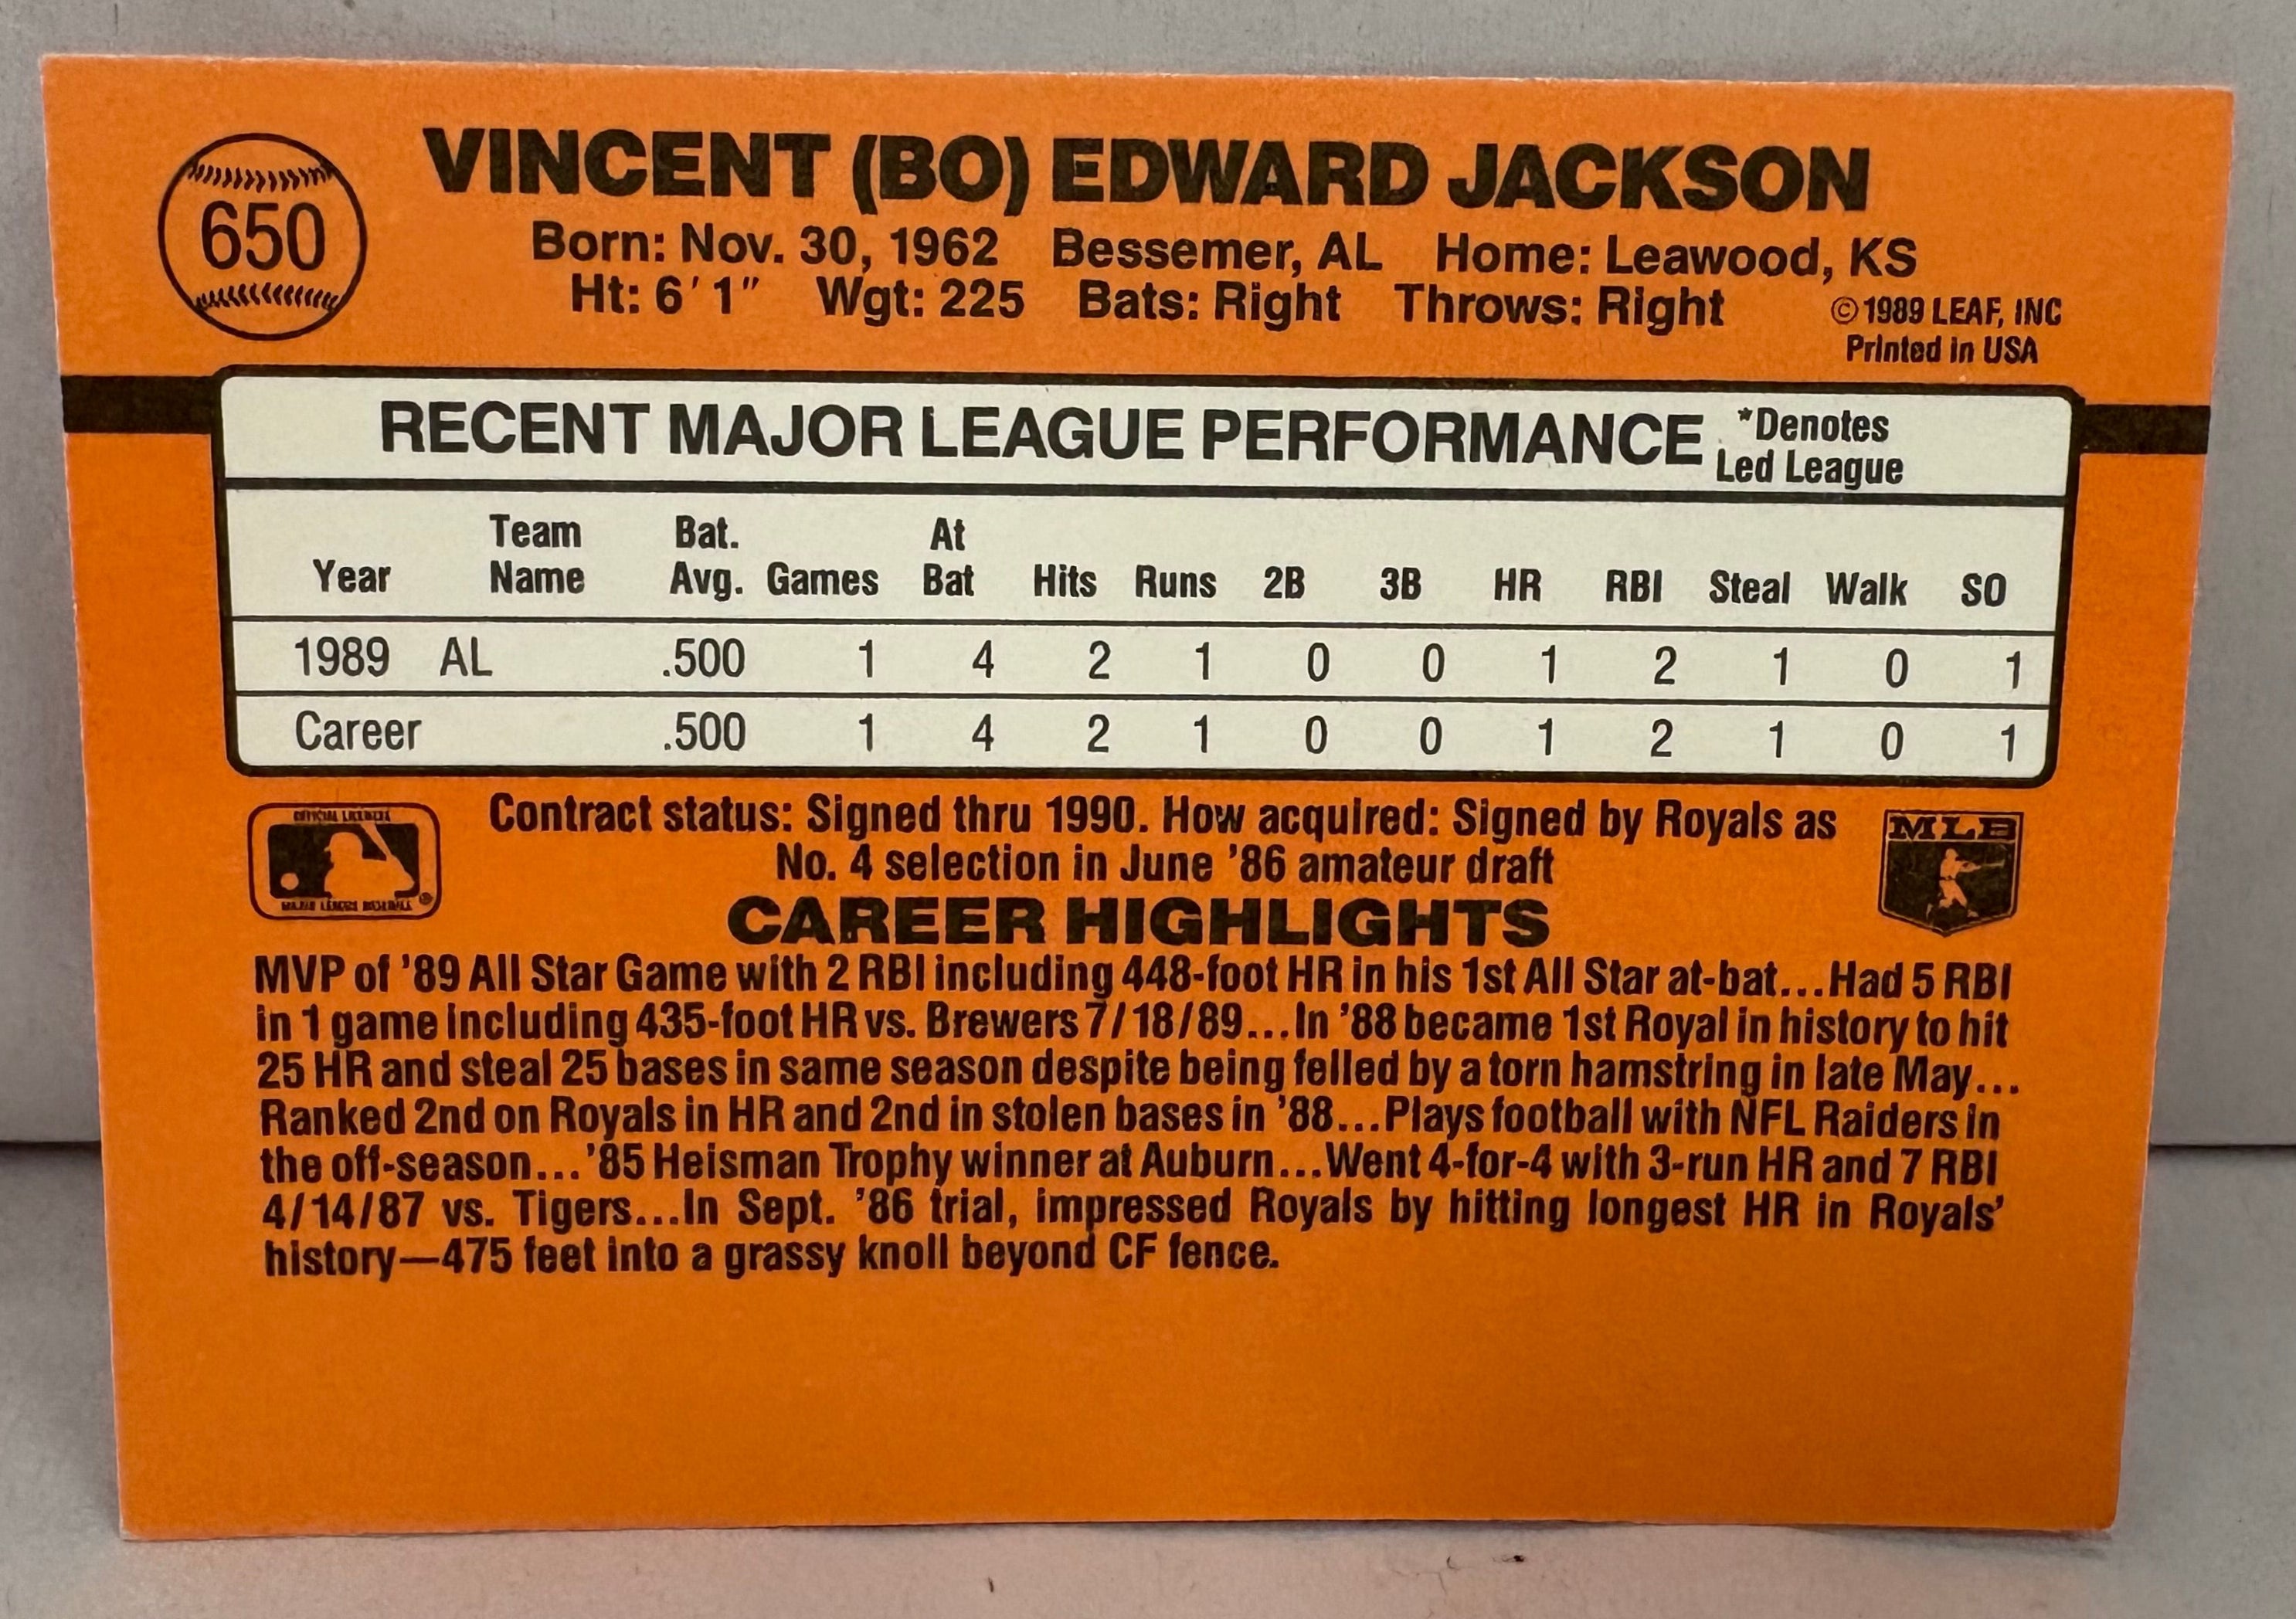 650
VINCENT (BO) EDWARD JACKSON
Born: Nov. 30, 1962 Bessemer, AL Home: Leawood, KS
Ht: 6' 1" Wgt: 225 Bats: Right Throws: Right
© 1989 LEAF, INC
Printed in USA
RECENT MAJOR LEAGUE PERFORMANCE
*Denotes
Led League
Year Team Name Bat. Avg. Games At Bat Hits Runs 2B 3B HR RBI Steal Walk SO
1989 AL .500 1 4 2 1 0 0 1 2 1 0 1
Career .500 1 4 2 1 0 0 1 2 1 0 1
OFFICIAL LICENSEE
MAJOR LEAGUE BASEBALL ®
Contract status: Signed thru 1990. How acquired: Signed by Royals as
No. 4 selection in June '86 amateur draft
MLB
CAREER HIGHLIGHTS
MVP of '89 All Star Game with 2 RBI including 448-foot HR in his 1st All Star at-bat...Had 5 RBI
in 1 game including 435-foot HR vs. Brewers 7/18/89...In '88 became 1st Royal in history to hit
25 HR and steal 25 bases in same season despite being felled by a torn hamstring in late May...
Ranked 2nd on Royals in HR and 2nd in stolen bases in '88...Plays football with NFL Raiders in
the off-season...'85 Heisman Trophy winner at Auburn...Went 4-for-4 with 3-run HR and 7 RBI
4/14/87 vs. Tigers...In Sept. '86 trial, impressed Royals by hitting longest HR in Royals'
history—475 feet into a grassy knoll beyond CF fence.